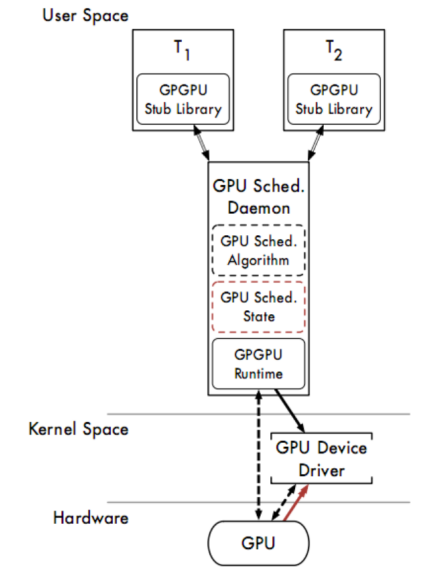 User Space
T1
T2
GPGPU
Stub Library
GPGPU
Stub Library
GPU Sched.
Daemon
GPU Sched.
Algorithm
GPU Sched.
State
GPGPU
Runtime
Kernel Space
GPU Device
Driver
Hardware
GPU